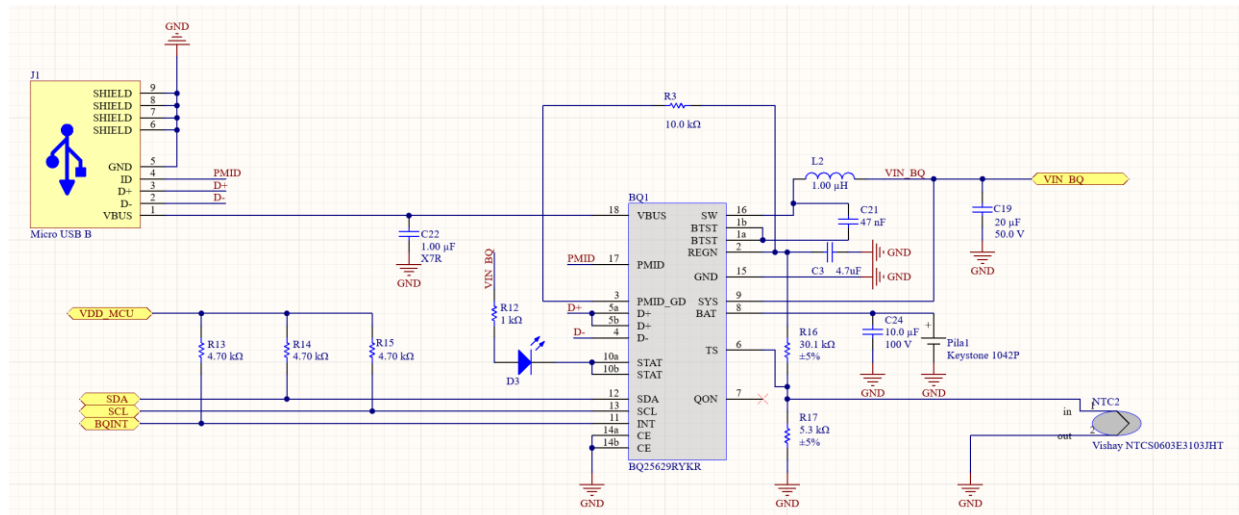 GND
J1
SHIELD 9
SHIELD 8
SHIELD 7
SHIELD 6
GND 5
ID 4 PMID
D+ 3 D+
D- 2 D-
VBUS 1
Micro USB B
R3
10.0 kΩ
C22
1.00 µF
X7R
GND
VIN_BQ
R12
1 kΩ
D3
VDD_MCU
R13
4.70 kΩ
R14
4.70 kΩ
R15
4.70 kΩ
SDA
SCL
BQINT
BQ1
18 VBUS
PMID 17 PMID
3 PMID_GD
D+ 5a D+
5b D+
D- 4 D-
10a STAT
10b STAT
12 SDA
13 SCL
11 INT
14a CE
14b CE
SW 16
BTST 1b
BTST 1a
REGN 2
GND 15
SYS 9
BAT 8
TS 6
QON 7
BQ25629RYKR
GND
L2
1.00 µH
VIN_BQ
VIN_BQ
C21
47 nF
C19
20 µF
50.0 V
GND
C3 4.7uF
GND
GND
C24
10.0 µF
100 V
GND
+
Pila1
Keystone 1042P
GND
R16
30.1 kΩ
±5%
R17
5.3 kΩ
±5%
GND
NTC2
in 1
out 2
Vishay NTCS0603E3103JHT
GND